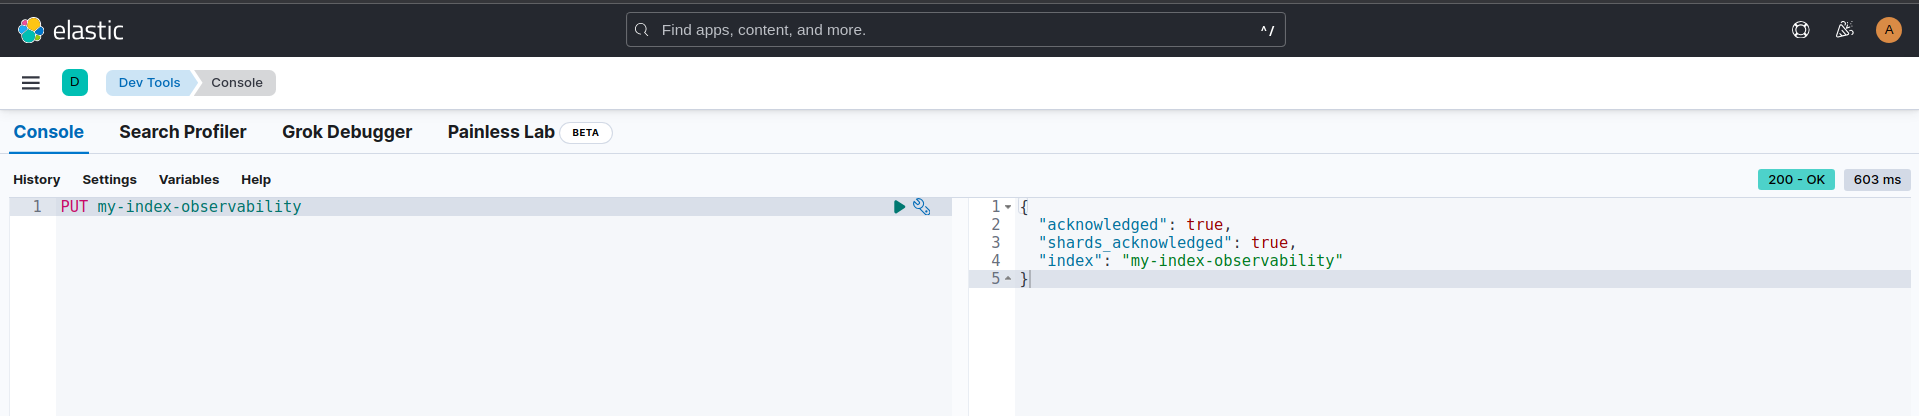 elastic
Find apps, content, and more.
^/
A
D
Dev Tools
Console
Console
Search Profiler
Grok Debugger
Painless Lab
BETA
History
Settings
Variables
Help
200 - OK
603 ms
1 PUT my-index-observability
1 {
2 "acknowledged": true,
3 "shards_acknowledged": true,
4 "index": "my-index-observability"
5 }